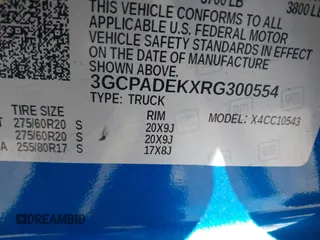 3700 LB 3800 LB
THIS VEHICLE CONFORMS TO ALL
APPLICABLE U.S. FEDERAL MOTOR
VEHICLE SAFETY STANDARDS
IN EFFECT ON THE DATE OF MANUFACTURE
SHOWN ABOVE.
3GCPADEKXRG300554
TYPE: TRUCK
MODEL: X4CC10543
TIRE SIZE RIM
275/60R20 S 20X9J
275/60R20 S 20X9J
A 255/80R17 S 17X8J
DREAMBID